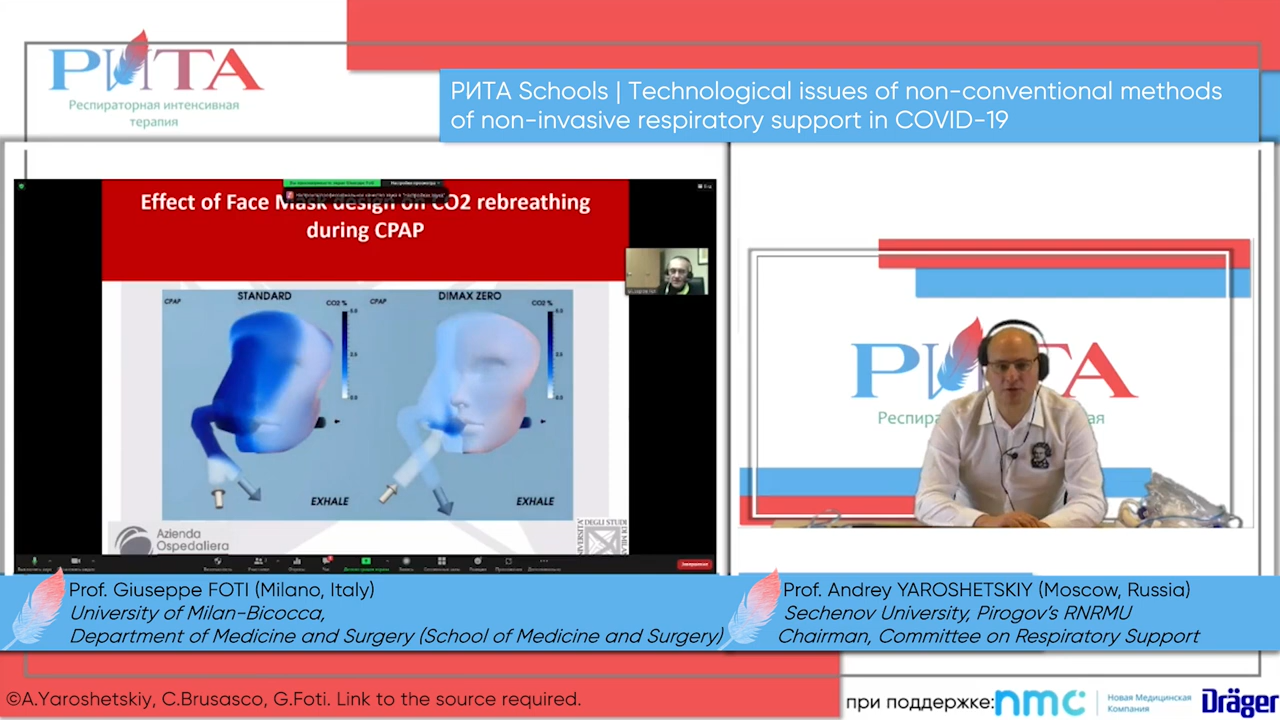 РИТА
Респираторная интенсивная
терапия
РИТА Schools | Technological issues of non-conventional methods
of non-invasive respiratory support in COVID-19
Effect of Face Mask design on CO2 rebreathing
during CPAP
CPAP
STANDARD
CO2 %
CPAP
DIMAX ZERO
CO2 %
EXHALE
EXHALE
Azienda
Ospedaliera
DEGLI STUDI
РИТА
Prof. Giuseppe FOTI (Milano, Italy)
University of Milan-Bicocca,
Department of Medicine and Surgery (School of Medicine and Surgery)
Prof. Andrey YAROSHETSKIY (Moscow, Russia)
Sechenov University, Pirogov's RNRMU
Chairman, Committee on Respiratory Support
©A.Yaroshetskiy, C.Brusasco, G.Foti. Link to the source required.
при поддержке:
nmc
Новая Медицинская
Компания
Dräger